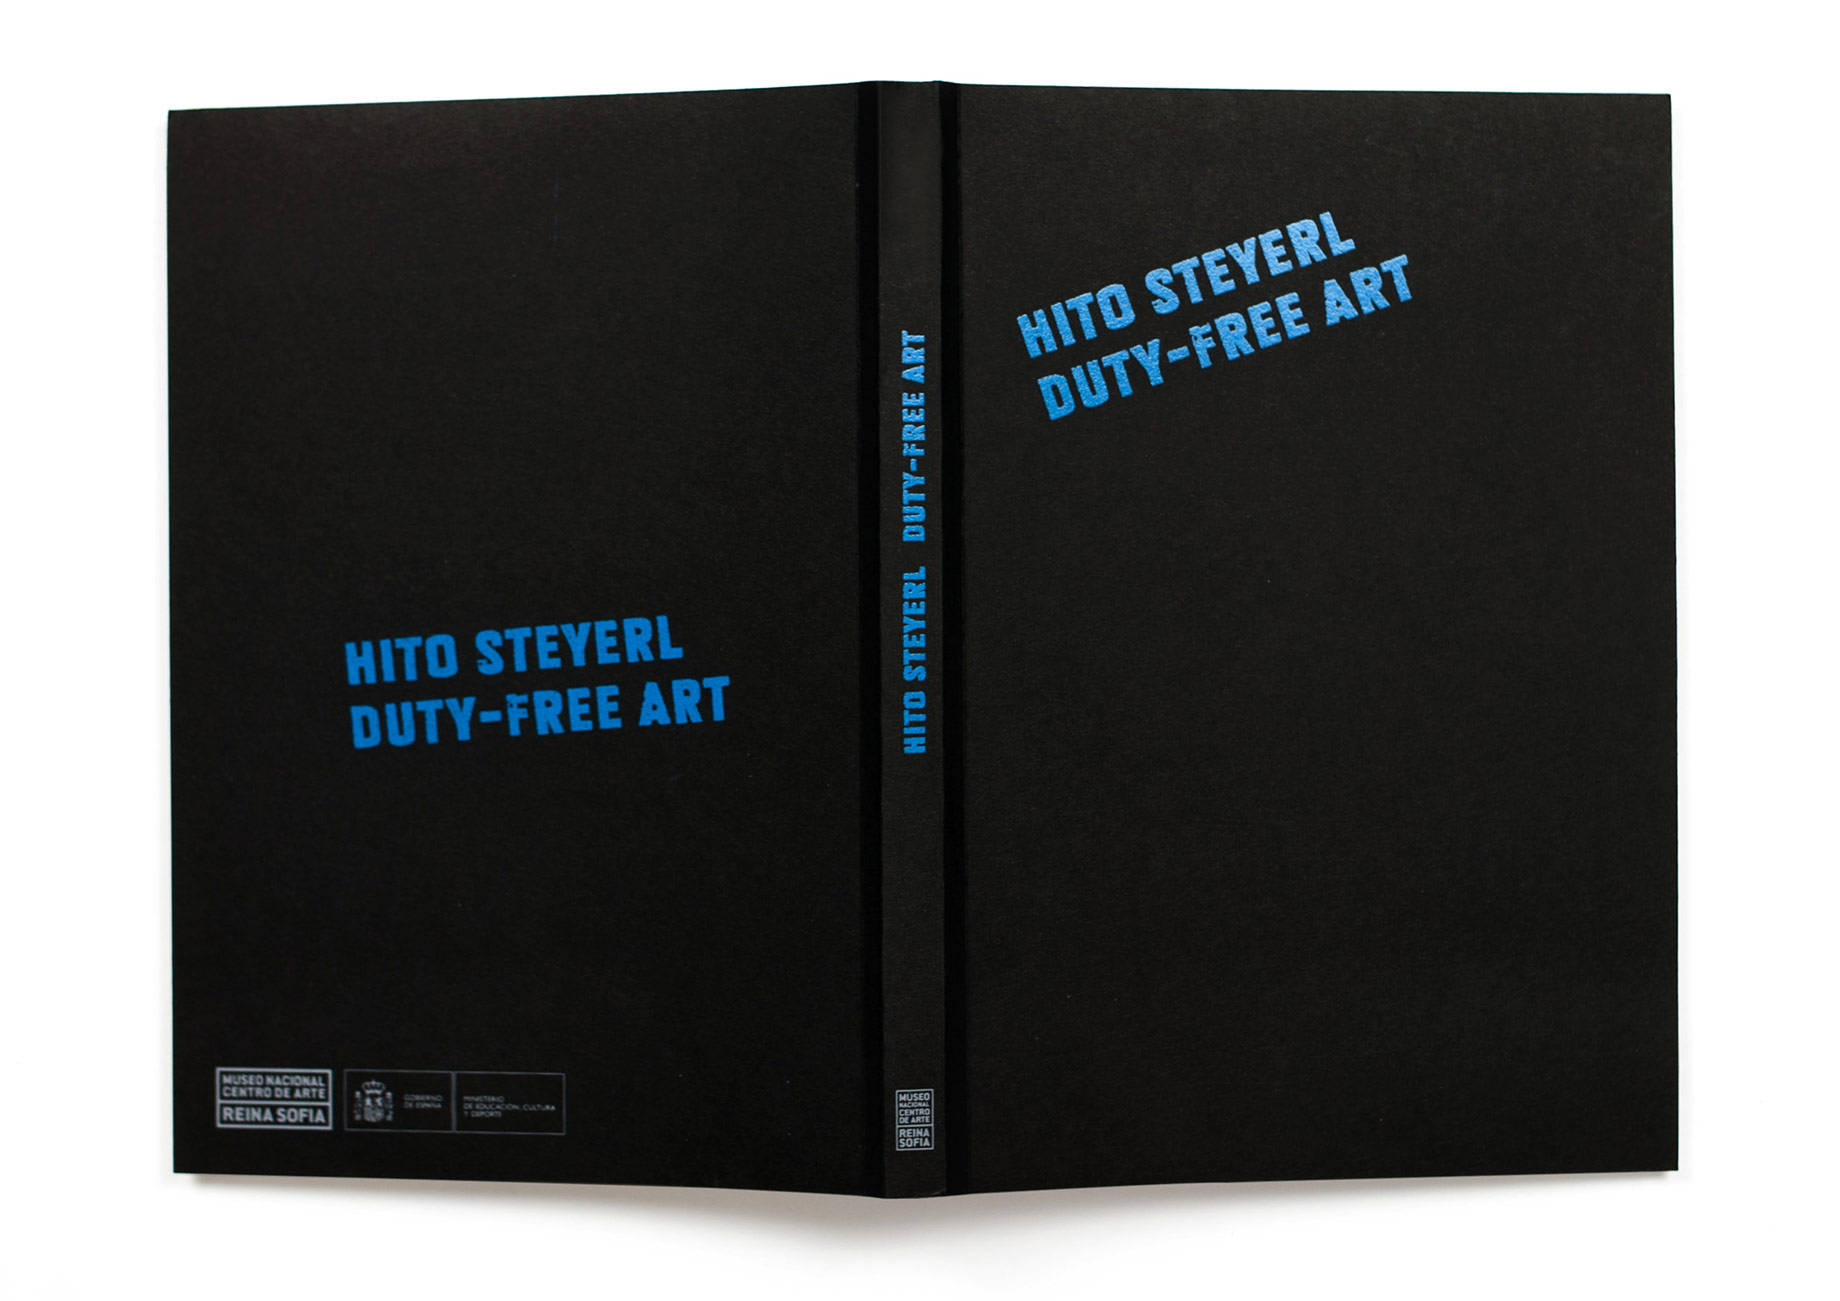 HITO STEYERL
DUTY-FREE ART
MUSEO NACIONAL
CENTRO DE ARTE
REINA SOFIA
GOBIERNO
DE ESPAÑA
MINISTERIO
DE EDUCACIÓN, CULTURA
Y DEPORTE
HITO STEYERL DUTY-FREE ART
MUSEO
NACIONAL
CENTRO
DE ARTE
REINA
SOFIA
HITO STEYERL
DUTY-FREE ART